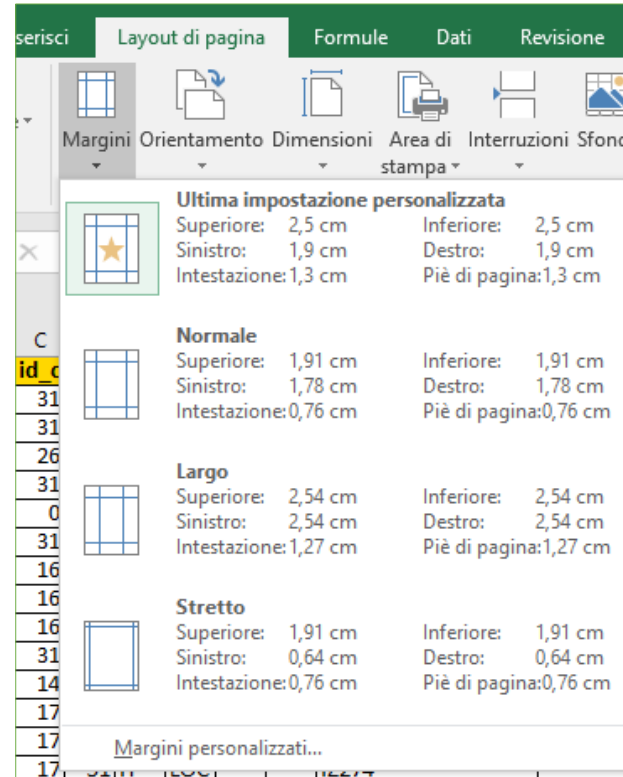 serisci Layout di pagina Formule Dati Revisione
Margini Orientamento Dimensioni Area di stampa Interruzioni Sfond
Ultima impostazione personalizzata
Superiore: 2,5 cm Inferiore: 2,5 cm
Sinistro: 1,9 cm Destro: 1,9 cm
Intestazione: 1,3 cm Piè di pagina: 1,3 cm
C
Normale
id_c
Superiore: 1,91 cm Inferiore: 1,91 cm
31
Sinistro: 1,78 cm Destro: 1,78 cm
31
Intestazione: 0,76 cm Piè di pagina: 0,76 cm
26
Largo
31
Superiore: 2,54 cm Inferiore: 2,54 cm
0
Sinistro: 2,54 cm Destro: 2,54 cm
31
Intestazione: 1,27 cm Piè di pagina: 1,27 cm
16
16
Stretto
16
Superiore: 1,91 cm Inferiore: 1,91 cm
31
Sinistro: 0,64 cm Destro: 0,64 cm
14
Intestazione: 0,76 cm Piè di pagina: 0,76 cm
17
17
Margini personalizzati...
17